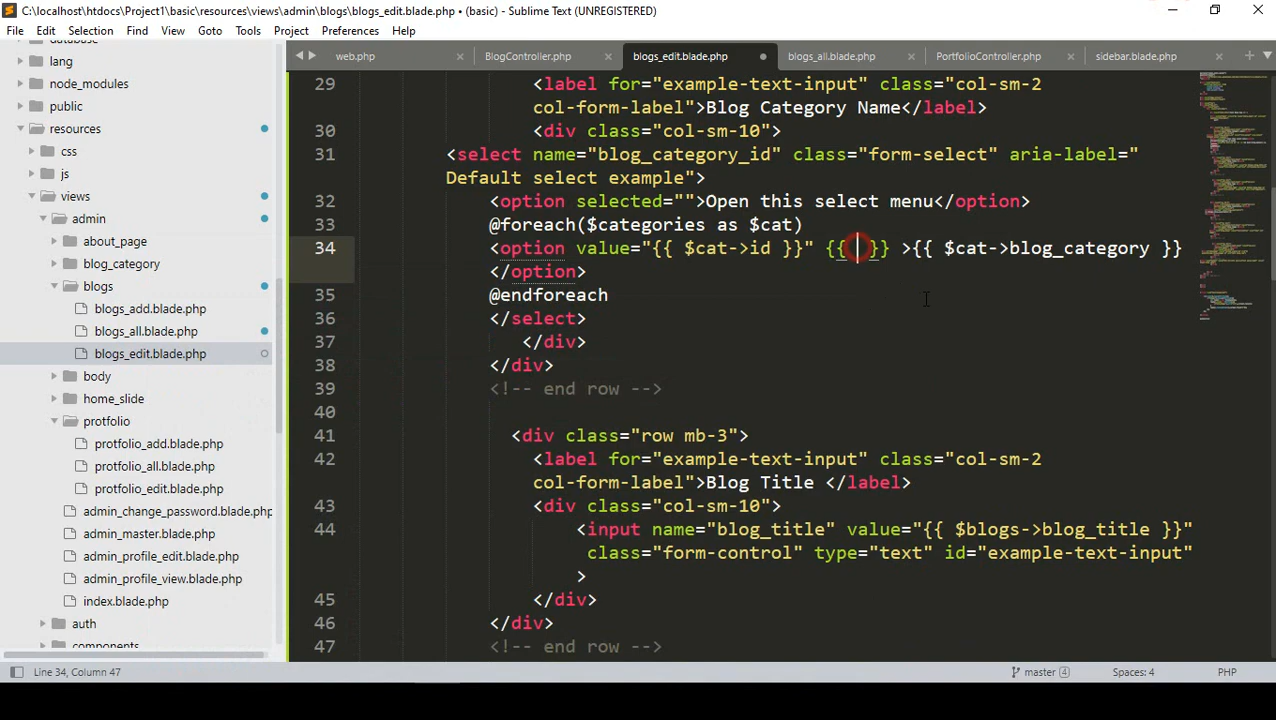 C:\localhost\htdocs\Project1\basic\resources\views\admin\blogs\blogs_edit.blade.php • (basic) - Sublime Text (UNREGISTERED)
File Edit Selection Find View Goto Tools Project Preferences Help
web.php × BlogController.php × blogs_edit.blade.php • blogs_all.blade.php × PortfolioController.php × sidebar.blade.php ×
lang
node_modules
public
resources
css
js
views
admin
about_page
blog_category
blogs
blogs_add.blade.php
blogs_all.blade.php
blogs_edit.blade.php
body
home_slide
protfolio
protfolio_add.blade.php
protfolio_all.blade.php
protfolio_edit.blade.php
admin_change_password.blade.php
admin_master.blade.php
admin_profile_edit.blade.php
admin_profile_view.blade.php
index.blade.php
auth
components
29 <label for="example-text-input" class="col-sm-2
col-form-label">Blog Category Name</label>
30 <div class="col-sm-10">
31 <select name="blog_category_id" class="form-select" aria-label="
Default select example">
32 <option selected="">Open this select menu</option>
33 @foreach($categories as $cat)
34 <option value="{{ $cat->id }}" {{ }} >{{ $cat->blog_category }}
</option>
35 @endforeach
36 </select>
37 </div>
38 </div>
39 <!-- end row -->
40
41 <div class="row mb-3">
42 <label for="example-text-input" class="col-sm-2
col-form-label">Blog Title </label>
43 <div class="col-sm-10">
44 <input name="blog_title" value="{{ $blogs->blog_title }}"
class="form-control" type="text" id="example-text-input"
>
45 </div>
46 </div>
47 <!-- end row -->
Line 34, Column 47
master 4
Spaces: 4
PHP